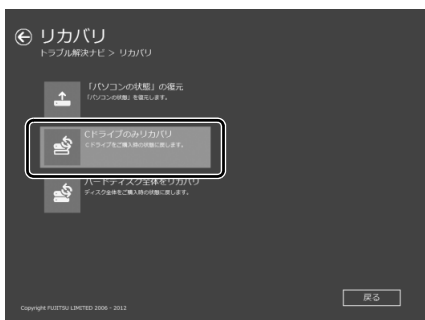 リカバリ
トラブル解決ナビ > リカバリ
「パソコンの状態」の復元
「パソコンの状態」を復元します。
Cドライブのみリカバリ
Cドライブをご購入時の状態に戻します。
ハードディスク全体をリカバリ
ディスク全体をご購入時の状態に戻します。
戻る
Copyright FUJITSU LIMITED 2006 - 2012